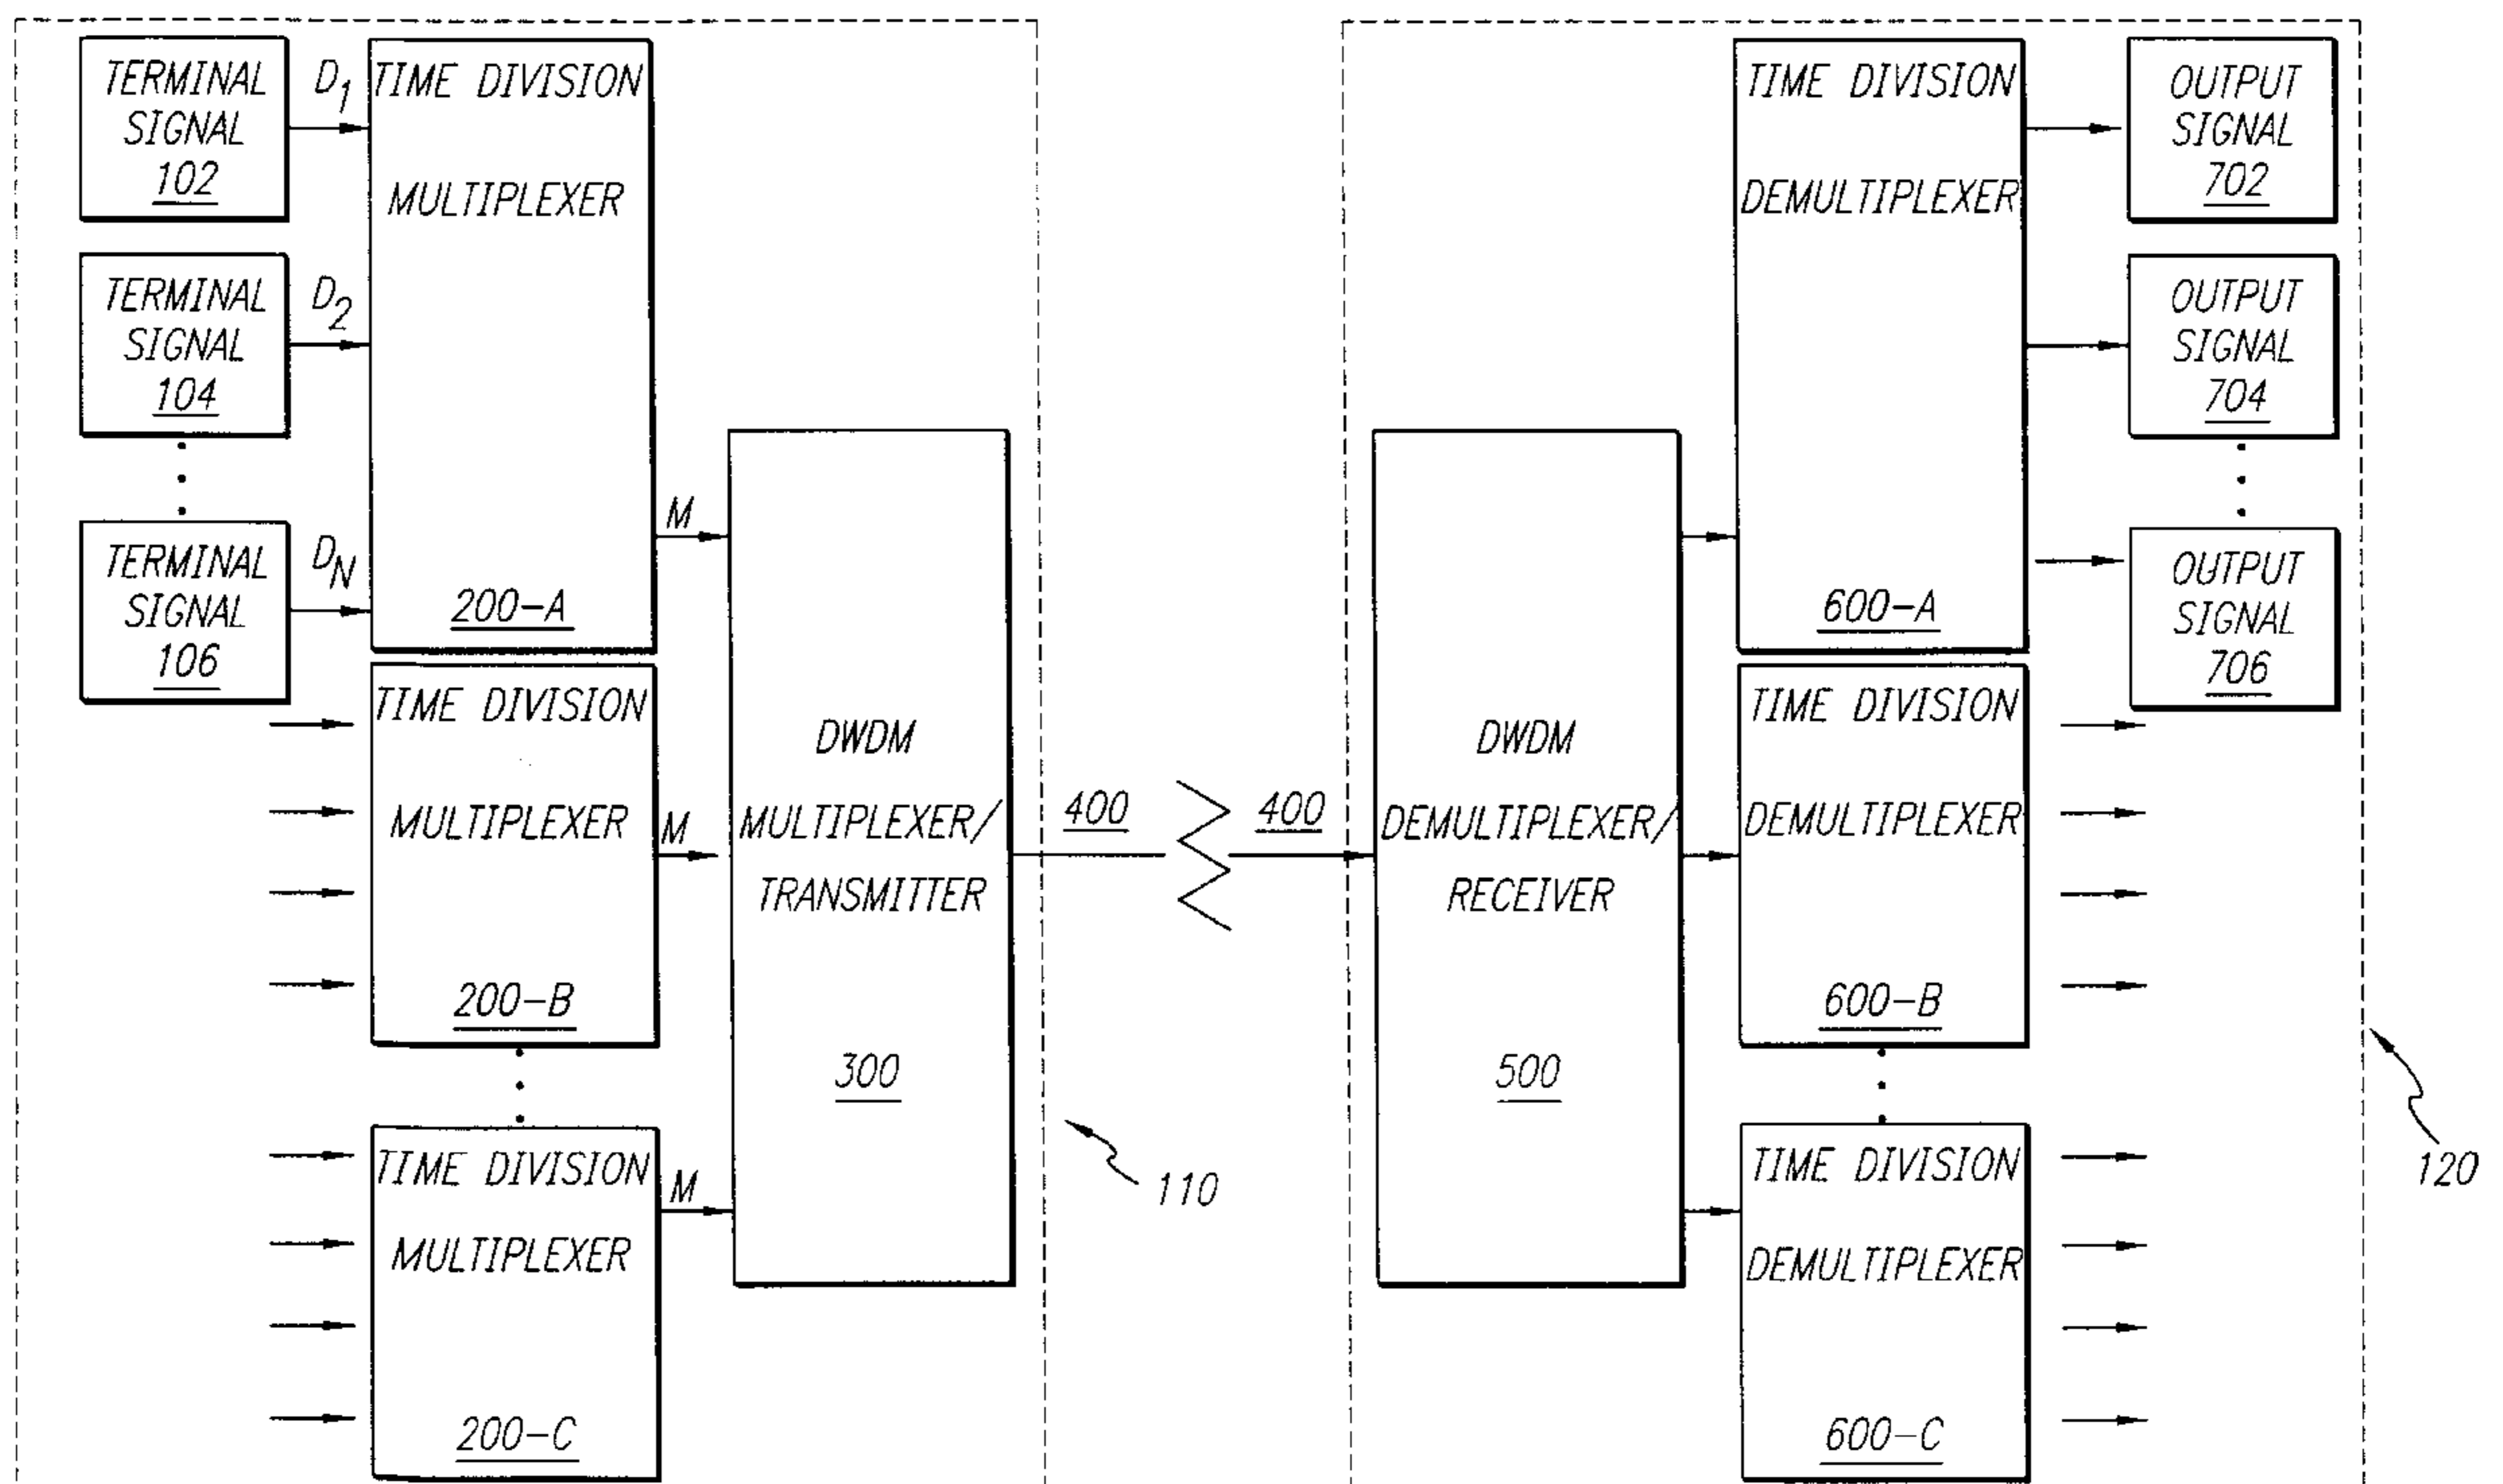 TERMINAL
SIGNAL
102
D1
TIME DIVISION
MULTIPLEXER
200-A
TERMINAL
SIGNAL
104
D2
TERMINAL
SIGNAL
106
DN
M
TIME DIVISION
MULTIPLEXER
200-B
M
TIME DIVISION
MULTIPLEXER
200-C
M
DWDM
MULTIPLEXER/
TRANSMITTER
300
400
110
400
DWDM
DEMULTIPLEXER/
RECEIVER
500
TIME DIVISION
DEMULTIPLEXER
600-A
TIME DIVISION
DEMULTIPLEXER
600-B
TIME DIVISION
DEMULTIPLEXER
600-C
OUTPUT
SIGNAL
702
OUTPUT
SIGNAL
704
OUTPUT
SIGNAL
706
120